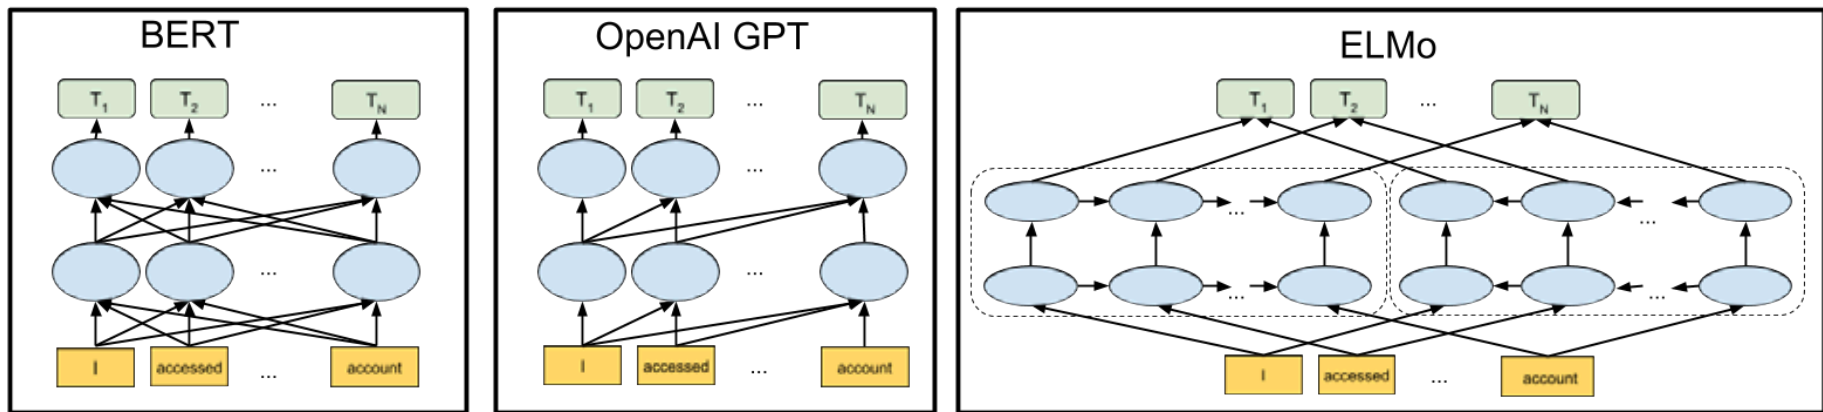 BERT
T1 T2 ... TN
...
...
I accessed ... account
OpenAI GPT
T1 T2 ... TN
...
...
I accessed ... account
ELMo
T1 T2 ... TN
... ...
... ...
I accessed ... account